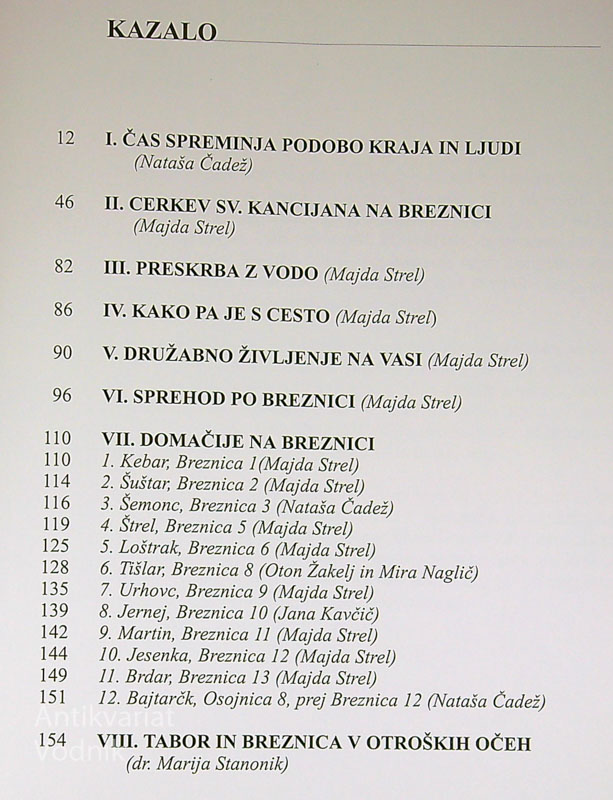 KAZALO
12 I. ČAS SPREMINJA PODOBO KRAJA IN LJUDI
(Nataša Čadež)
46 II. CERKEV SV. KANCIJANA NA BREZNICI
(Majda Strel)
82 III. PRESKRBA Z VODO (Majda Strel)
86 IV. KAKO PA JE S CESTO (Majda Strel)
90 V. DRUŽABNO ŽIVLJENJE NA VASI (Majda Strel)
96 VI. SPREHOD PO BREZNICI (Majda Strel)
110 VII. DOMAČIJE NA BREZNICI
110 1. Kebar, Breznica 1(Majda Strel)
114 2. Šuštar, Breznica 2 (Majda Strel)
116 3. Šemonc, Breznica 3 (Nataša Čadež)
119 4. Štrel, Breznica 5 (Majda Strel)
125 5. Loštrak, Breznica 6 (Majda Strel)
128 6. Tišlar, Breznica 8 (Oton Žakelj in Mira Naglič)
135 7. Urhovc, Breznica 9 (Majda Strel)
139 8. Jernej, Breznica 10 (Jana Kavčič)
142 9. Martin, Breznica 11 (Majda Strel)
144 10. Jesenka, Breznica 12 (Majda Strel)
149 11. Brdar, Breznica 13 (Majda Strel)
151 12. Bajtarčk, Osojnica 8, prej Breznica 12 (Nataša Čadež)
154 VIII. TABOR IN BREZNICA V OTROŠKIH OČEH
(dr. Marija Stanonik)
Antikvariat
Vodnik